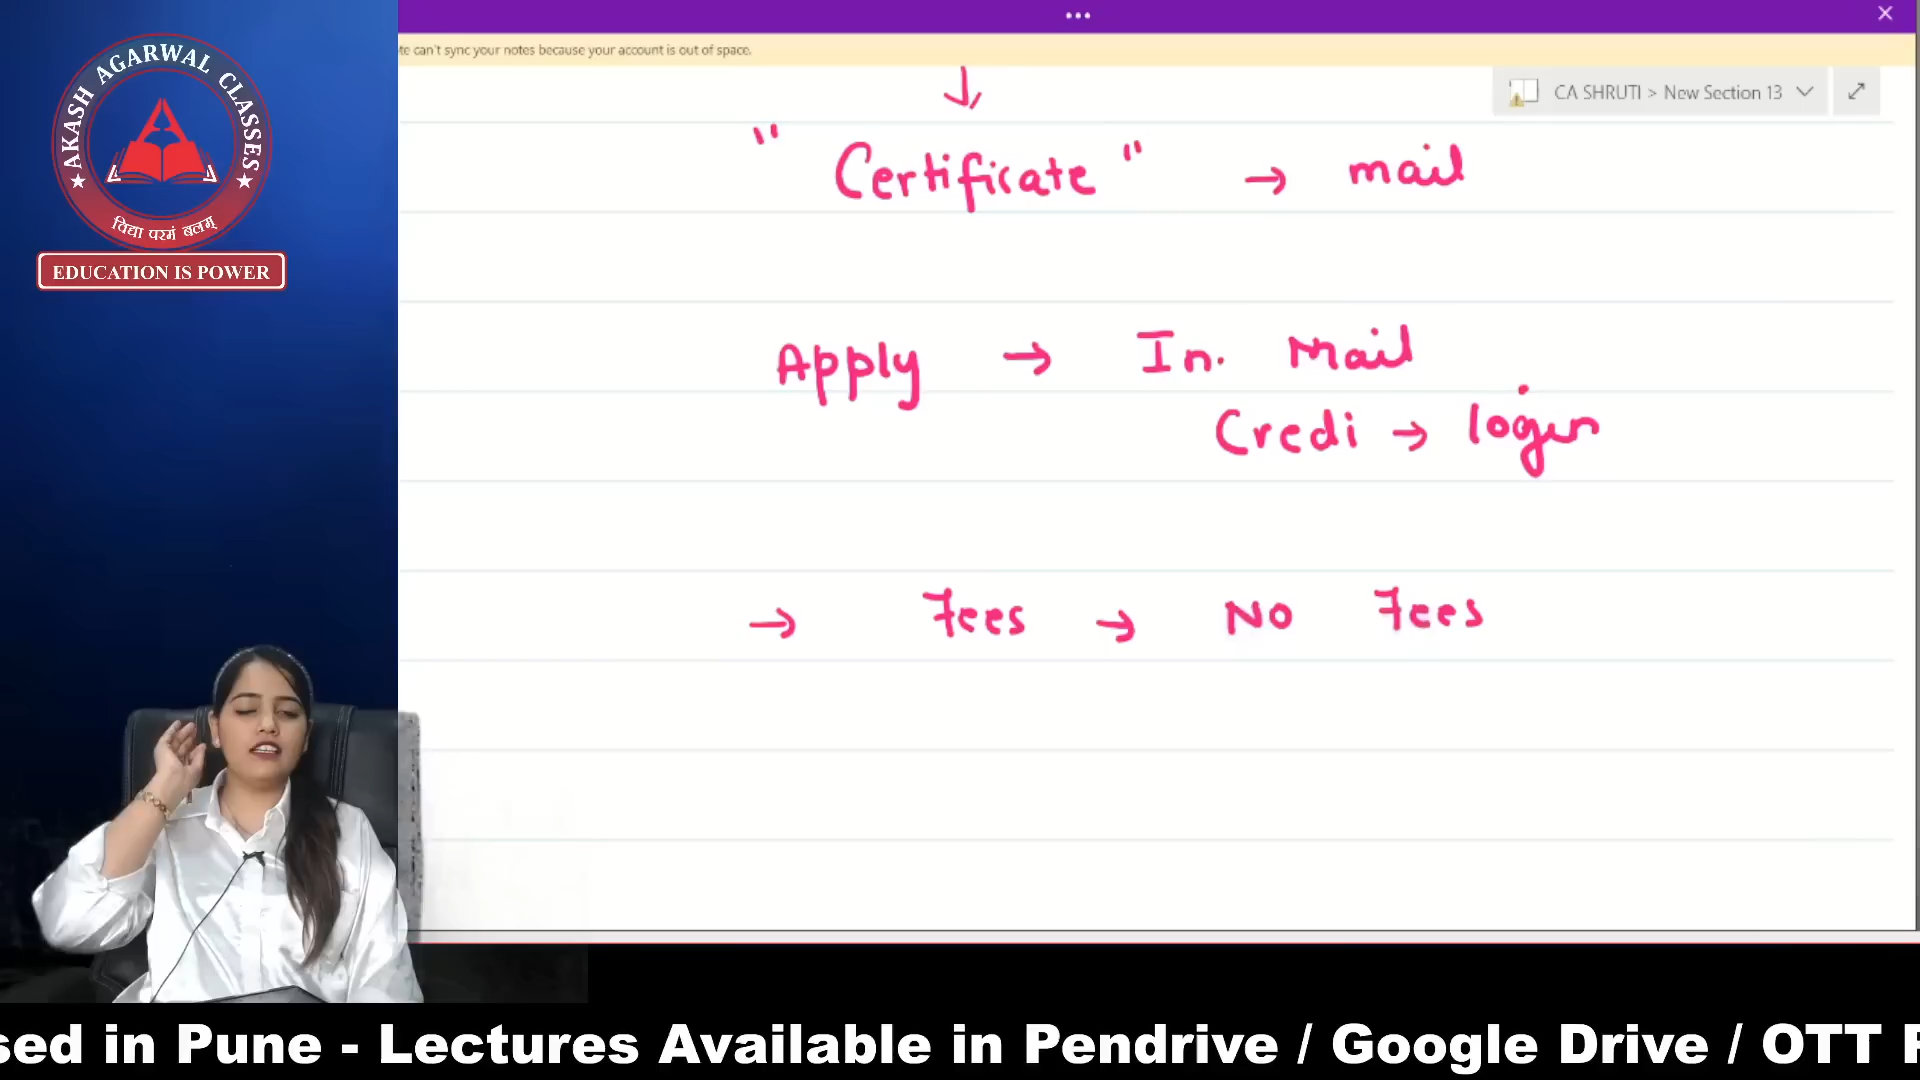 AKASH AGARWAL CLASSES
विद्या परमं बलम्
EDUCATION IS POWER
te can't sync your notes because your account is out of space.
CA SHRUTI > New Section 13
" Certificate " → mail
Apply → In. Mail
Credi → login
→ Fees → No Fees
sed in Pune - Lectures Available in Pendrive / Google Drive / OTT